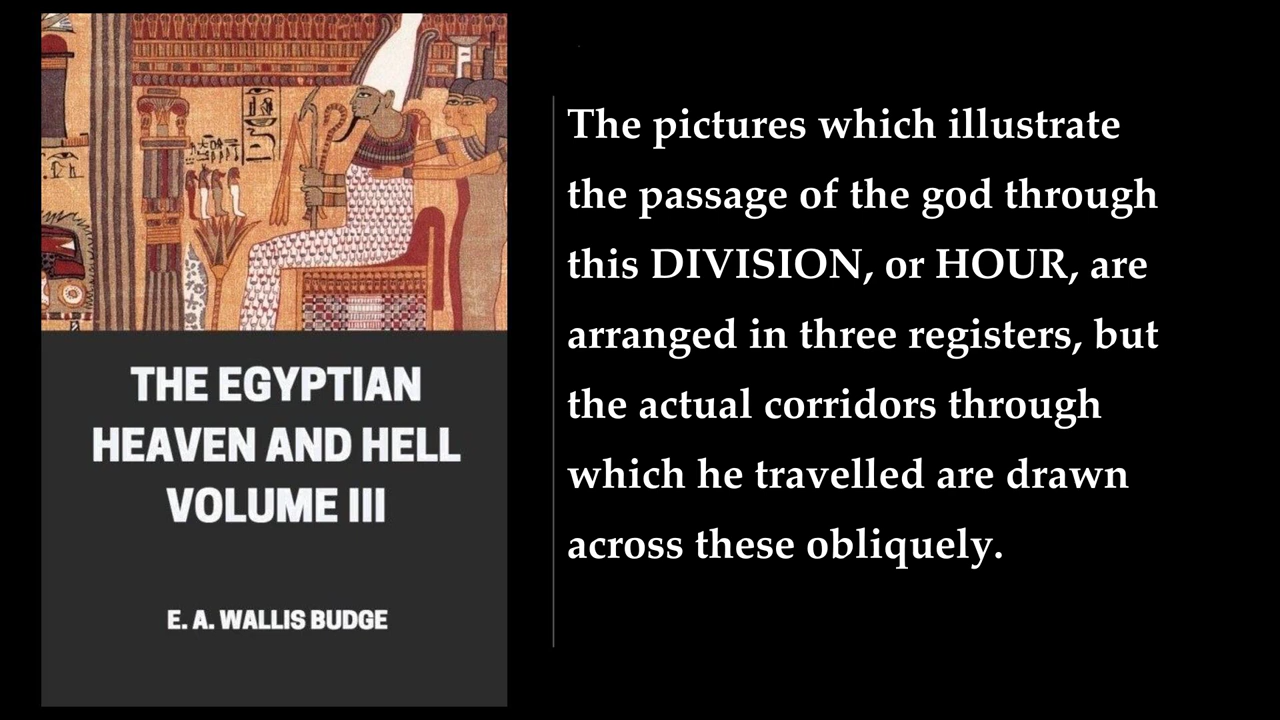 THE EGYPTIAN
HEAVEN AND HELL
VOLUME III
E. A. WALLIS BUDGE
The pictures which illustrate
the passage of the god through
this DIVISION, or HOUR, are
arranged in three registers, but
the actual corridors through
which he travelled are drawn
across these obliquely.